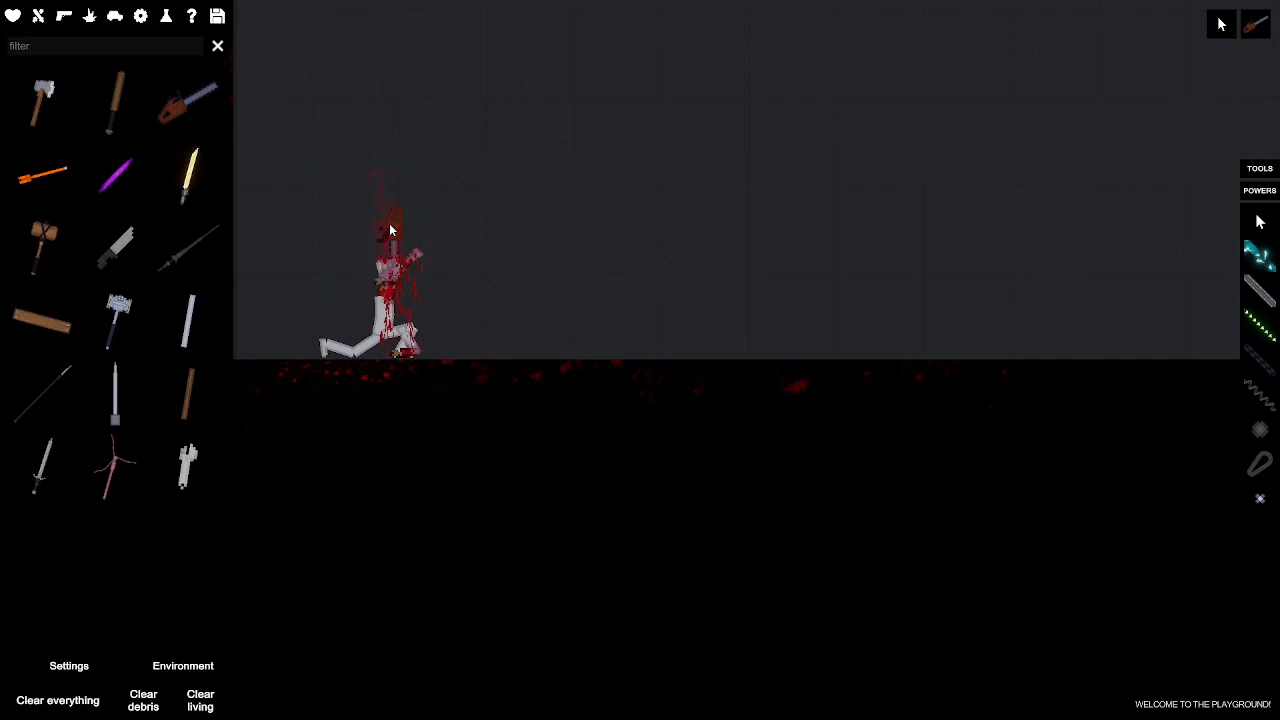 ?
filter
TOOLS
POWERS
Settings
Environment
Clear everything
Clear
debris
Clear
living
WELCOME TO THE PLAYGROUND!